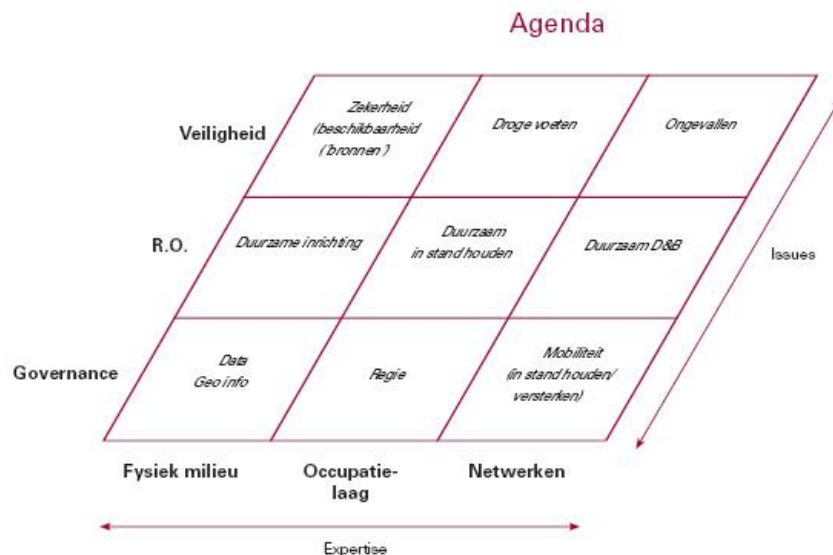 Agenda
Veiligheid
Zekerheid
(beschikbaarheid
('bronnen')
Droge voeten
Ongevallen
R.O.
Duurzame inrichting
Duurzaam
in stand houden
Duurzaam D&B
Issues
Governance
Data
Geo info
Regie
Mobiliteit
(in stand houden/
versterken)
Fysiek milieu
Occupatie-
laag
Netwerken
Expertise